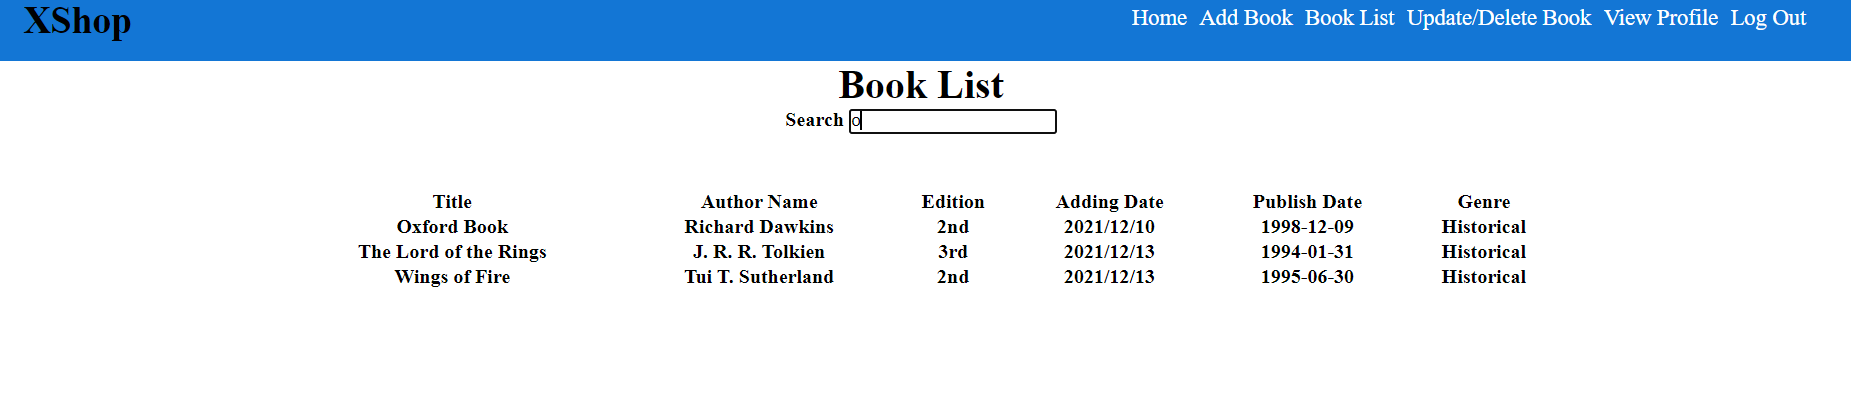 XShop Home Add Book Book List Update/Delete Book View Profile Log Out
Book List
Search o
Title Author Name Edition Adding Date Publish Date Genre
Oxford Book Richard Dawkins 2nd 2021/12/10 1998-12-09 Historical
The Lord of the Rings J. R. R. Tolkien 3rd 2021/12/13 1994-01-31 Historical
Wings of Fire Tui T. Sutherland 2nd 2021/12/13 1995-06-30 Historical